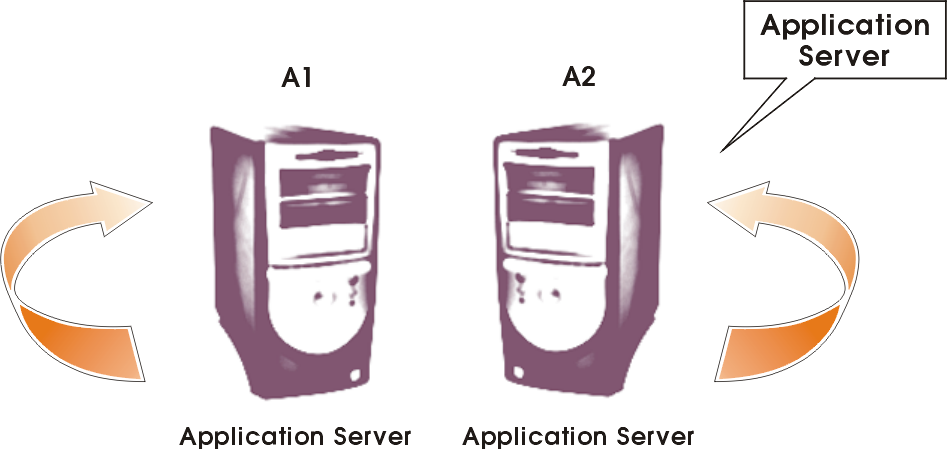 Application
Server
A1
A2
Application Server
Application Server